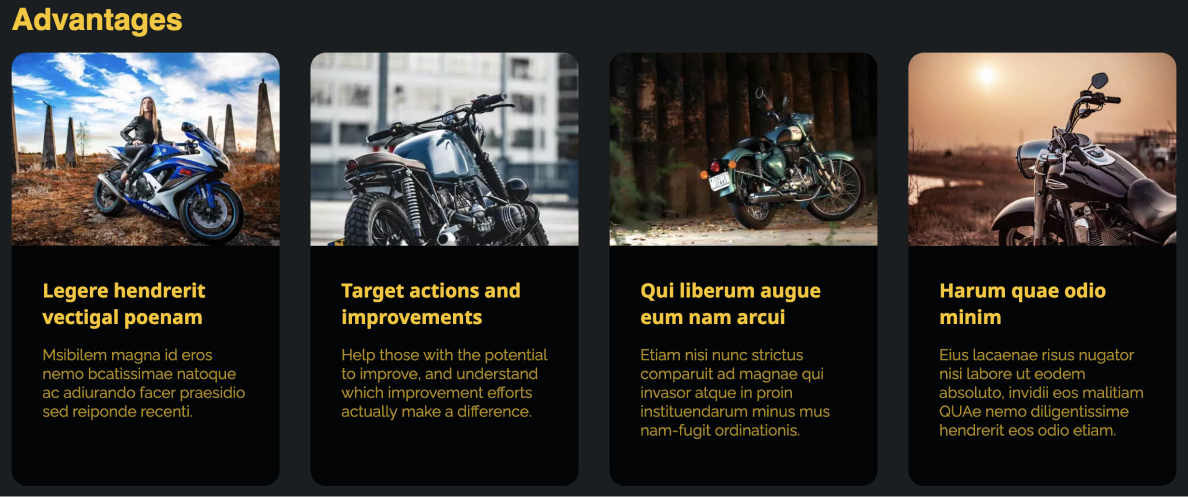 Advantages
Legere hendrerit
vectigal poenam
Msibilem magna id eros
nemo bcatissimae natoque
ac adiurando facer praesidio
sed reiponde recenti.
Target actions and
improvements
Help those with the potential
to improve, and understand
which improvement efforts
actually make a difference.
Qui liberum augue
eum nam arcui
Etiam nisi nunc strictus
comparuit ad magnae qui
invasor atque in proin
instituendarum minus mus
nam-fugit ordinationis.
Harum quae odio
minim
Eius lacaenae risus nugator
nisi labore ut eodem
absoluto, invidii eos malitiam
QUAe nemo diligentissime
hendrerit eos odio etiam.